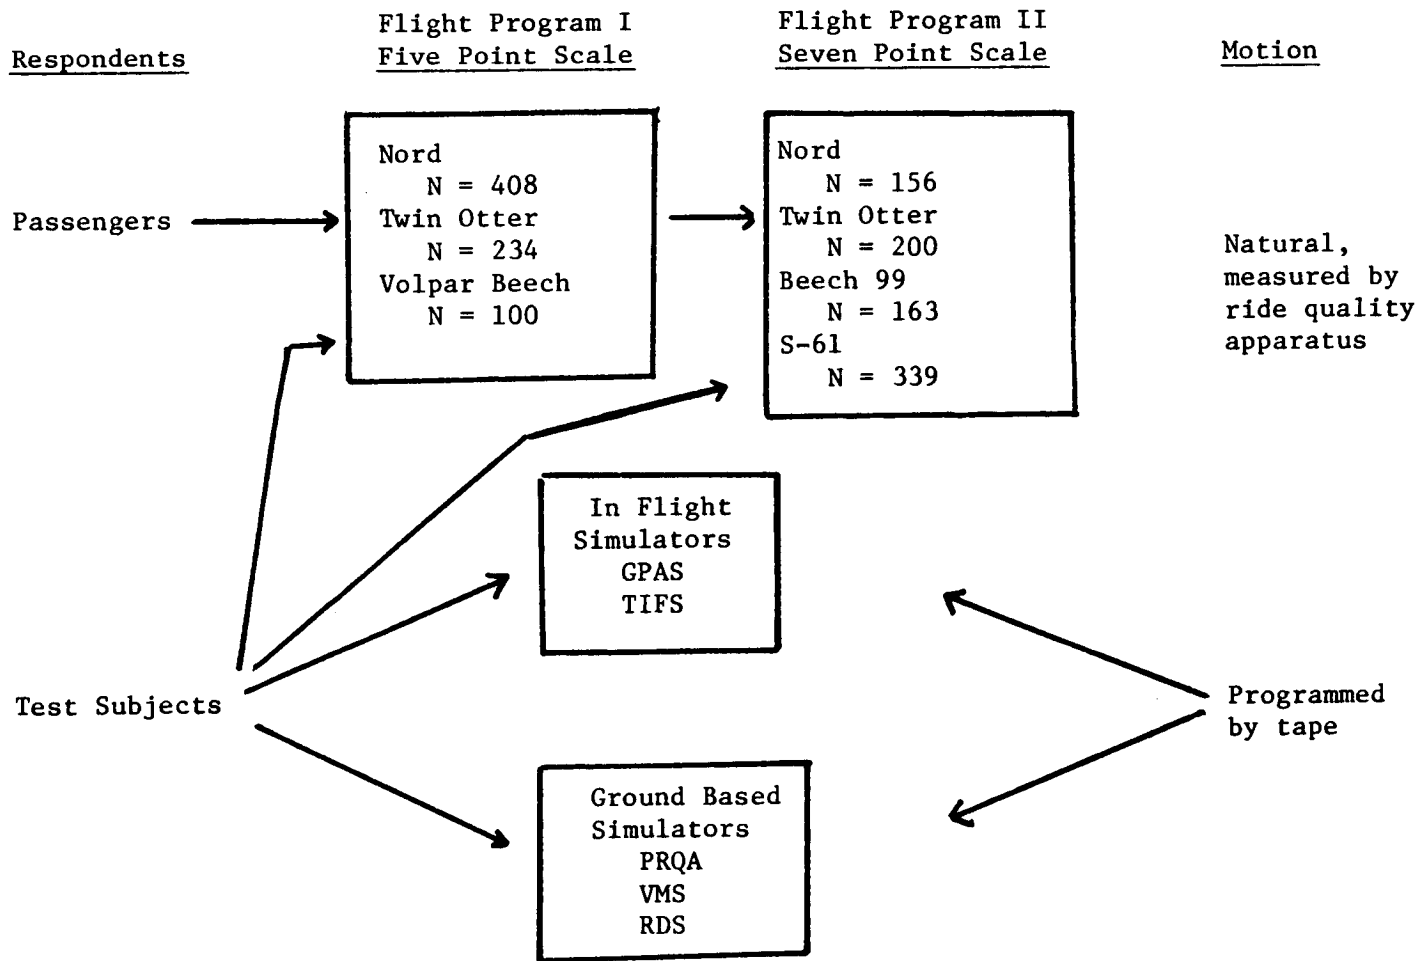 Respondents
Flight Program I
Five Point Scale
Flight Program II
Seven Point Scale
Motion
Passengers
Nord
N = 408
Twin Otter
N = 234
Volpar Beech
N = 100
Nord
N = 156
Twin Otter
N = 200
Beech 99
N = 163
S-61
N = 339
Natural,
measured by
ride quality
apparatus
In Flight
Simulators
GPAS
TIFS
Test Subjects
Programmed
by tape
Ground Based
Simulators
PRQA
VMS
RDS